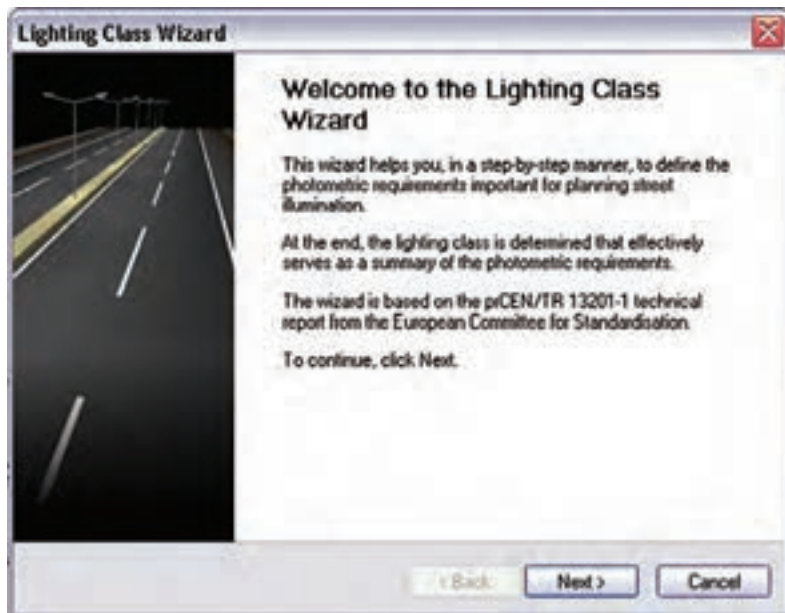 Lighting Class Wizard
Welcome to the Lighting Class
Wizard
This wizard helps you, in a step-by-step manner, to define the
photometric requirements important for planning street
illumination.
At the end, the lighting class is determined that effectively
serves as a summary of the photometric requirements.
The wizard is based on the prCEN/TR 13201-1 technical
report from the European Committee for Standardisation.
To continue, click Next.
< Back
Next >
Cancel